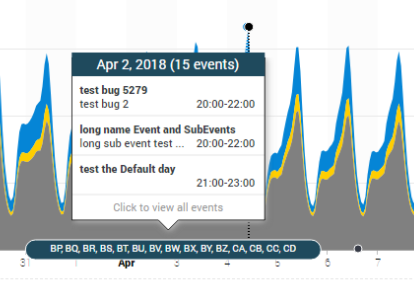 Apr 2, 2018 (15 events)
test bug 5279
test bug 2 20:00-22:00
long name Event and SubEvents
long sub event test ... 20:00-22:00
test the Default day
21:00-23:00
Click to view all events
BP, BQ, BR, BS, BT, BU, BV, BW, BX, BY, BZ, CA, CB, CC, CD
Apr 3 4 5 6 7